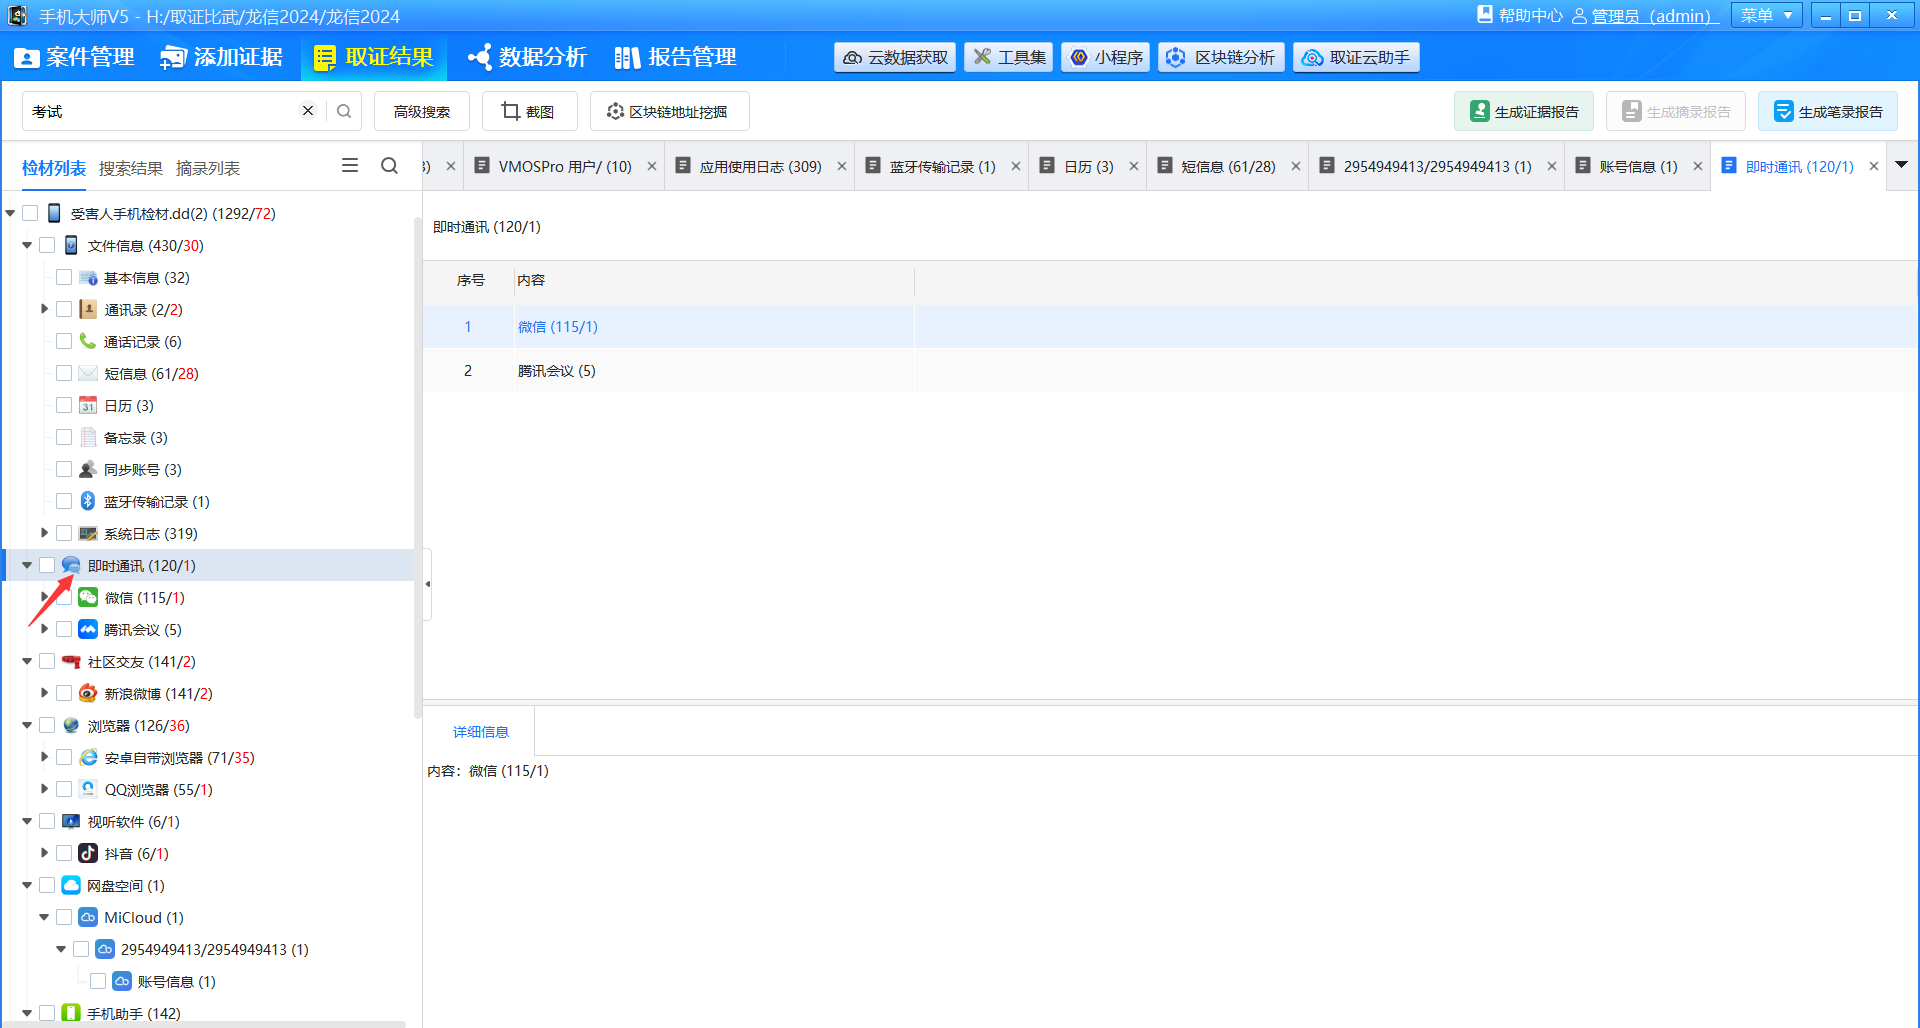 手机大师V5 - H:/取证比武/龙信2024/龙信2024
帮助中心 管理员（admin） 菜单
案件管理 添加证据 取证结果 数据分析 报告管理
云数据获取 工具集 小程序 区块链分析 取证云助手
考试 高级搜索 截图 区块链地址挖掘 生成证据报告 生成摘录报告 生成笔录报告
检材列表 搜索结果 摘录列表
3) VMOSPro 用户/ (10) 应用使用日志 (309) 蓝牙传输记录 (1) 日历 (3) 短信息 (61/28) 2954949413/2954949413 (1) 账号信息 (1) 即时通讯 (120/1)
受害人手机检材.dd(2) (1292/72)
文件信息 (430/30)
基本信息 (32)
通讯录 (2/2)
通话记录 (6)
短信息 (61/28)
31 日历 (3)
备忘录 (3)
同步账号 (3)
蓝牙传输记录 (1)
系统日志 (319)
即时通讯 (120/1)
微信 (115/1)
腾讯会议 (5)
社区交友 (141/2)
新浪微博 (141/2)
浏览器 (126/36)
安卓自带浏览器 (71/35)
QQ浏览器 (55/1)
视听软件 (6/1)
抖音 (6/1)
网盘空间 (1)
MiCloud (1)
2954949413/2954949413 (1)
账号信息 (1)
手机助手 (142)
即时通讯 (120/1)
序号 内容
1 微信 (115/1)
2 腾讯会议 (5)
详细信息
内容：微信 (115/1)